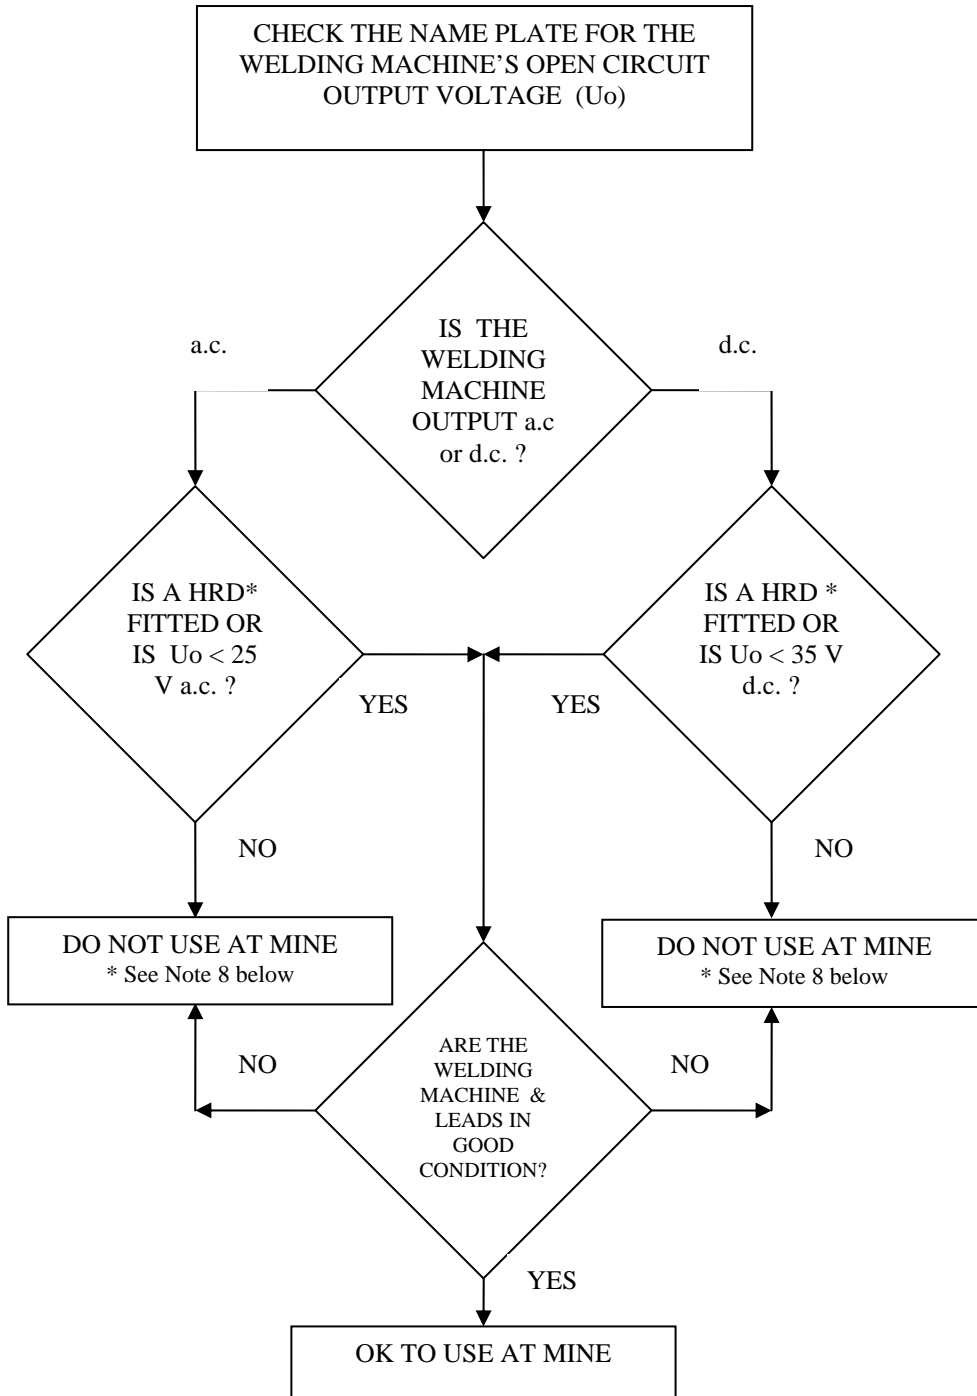 CHECK THE NAME PLATE FOR THE
WELDING MACHINE’S OPEN CIRCUIT
OUTPUT VOLTAGE (Uo)
IS THE
WELDING
MACHINE
OUTPUT a.c
or d.c. ?
a.c.
d.c.
IS A HRD*
FITTED OR
IS Uo < 25
V a.c. ?
YES
NO
IS A HRD *
FITTED OR
IS Uo < 35 V
d.c. ?
YES
NO
DO NOT USE AT MINE
* See Note 8 below
DO NOT USE AT MINE
* See Note 8 below
ARE THE
WELDING
MACHINE &
LEADS IN
GOOD
CONDITION?
NO
NO
YES
OK TO USE AT MINE